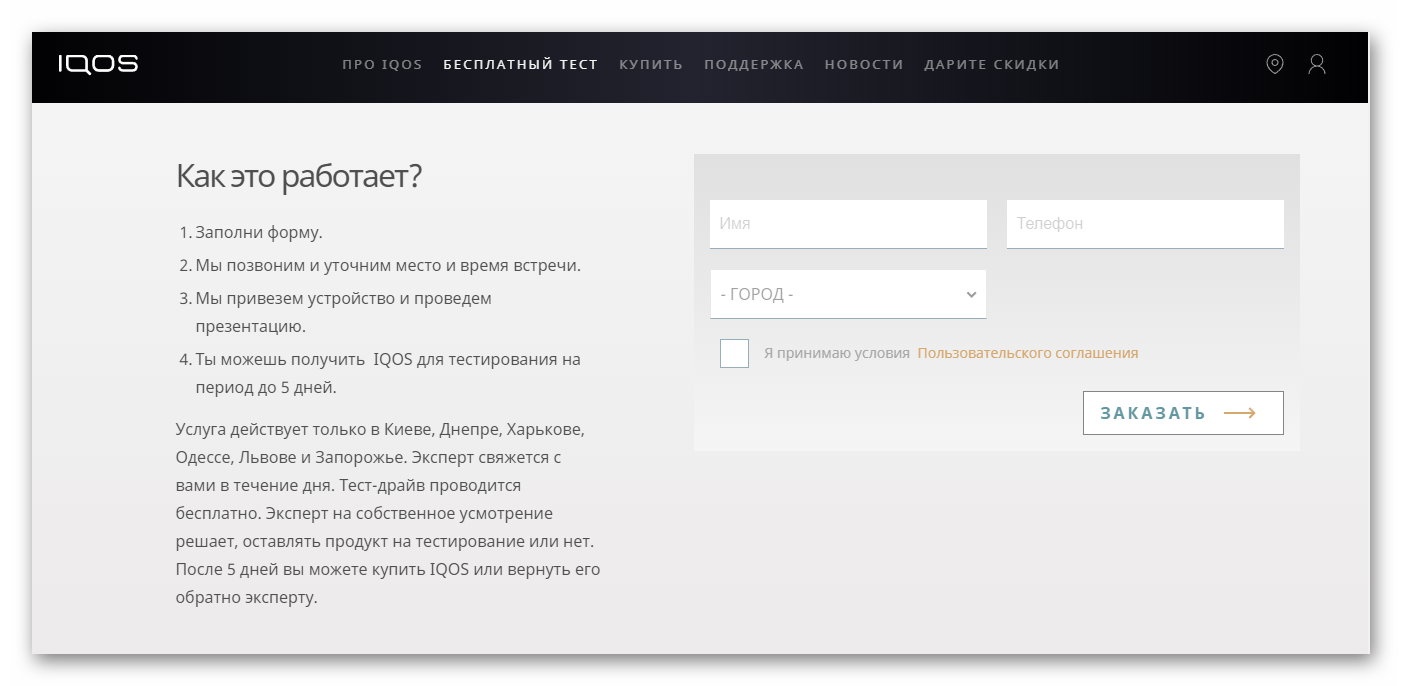 IQOS
ПРО IQOS БЕСПЛАТНЫЙ ТЕСТ КУПИТЬ ПОДДЕРЖКА НОВОСТИ ДАРИТЕ СКИДКИ
Как это работает?
1. Заполни форму.
2. Мы позвоним и уточним место и время встречи.
3. Мы привезем устройство и проведем
презентацию.
4. Ты можешь получить IQOS для тестирования на
период до 5 дней.
Услуга действует только в Киеве, Днепре, Харькове,
Одессе, Львове и Запорожье. Эксперт свяжется с
вами в течение дня. Тест-драйв проводится
бесплатно. Эксперт на собственное усмотрение
решает, оставлять продукт на тестирование или нет.
После 5 дней вы можете купить IQOS или вернуть его
обратно эксперту.
Имя
Телефон
- ГОРОД -
Я принимаю условия Пользовательского соглашения
ЗАКАЗАТЬ